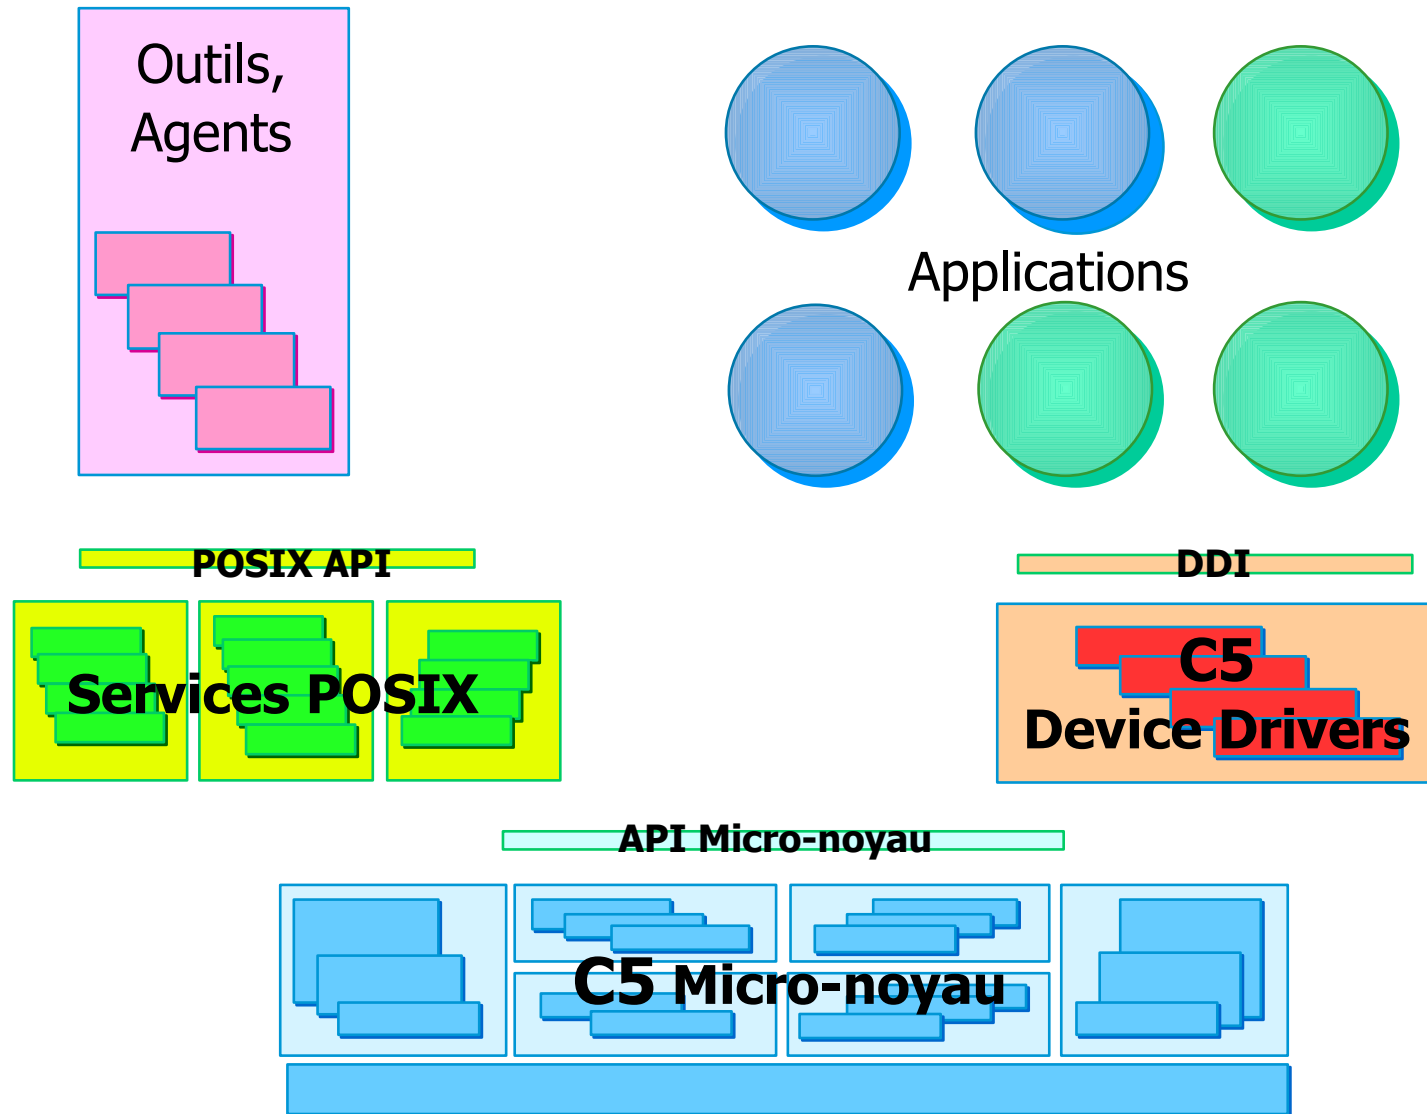 Outils,
Agents
Applications
POSIX API
DDI
Services POSIX
C5
Device Drivers
API Micro-noyau
C5 Micro-noyau